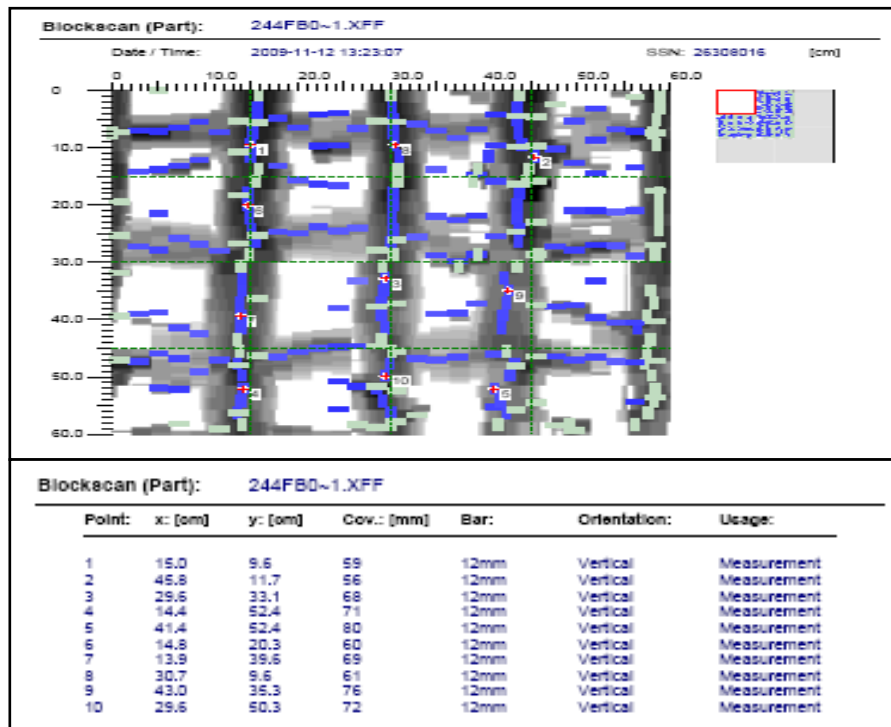 Blockscan (Part): 244FB0~1.XFF
Date / Time: 2009-11-12 13:23:07 SSN: 26308016 [cm]
0 10.0 20.0 30.0 40.0 50.0 60.0
0
1 8 2
10.0
20.0 6
30.0
3 9
40.0 7
10
50.0 4 5
60.0
Blockscan (Part): 244FB0~1.XFF
Point: x: [cm] y: [cm] Cov.: [mm] Bar: Orientation: Usage:
1 15.0 9.6 59 12mm Vertical Measurement
2 45.8 11.7 56 12mm Vertical Measurement
3 29.6 33.1 68 12mm Vertical Measurement
4 14.4 52.4 71 12mm Vertical Measurement
5 41.4 52.4 80 12mm Vertical Measurement
6 14.8 20.3 60 12mm Vertical Measurement
7 13.9 39.6 69 12mm Vertical Measurement
8 30.7 9.6 61 12mm Vertical Measurement
9 43.0 35.3 76 12mm Vertical Measurement
10 29.6 50.3 72 12mm Vertical Measurement